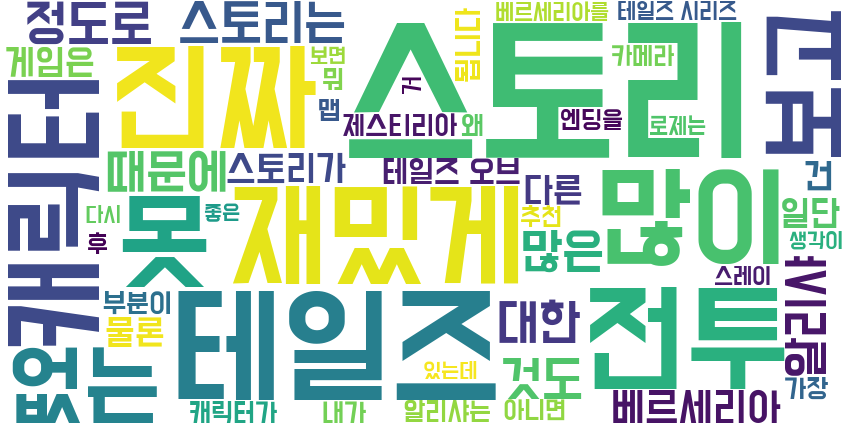 정도로
스토리는
베르세리아를
테일즈 시리즈
게임은
진짜
보면
뭐
맵
스토리
됩니다
거
카메라
고보
캐릭터
제스티리아
왜
엔딩을
로제는
때문에
스토리가
테일즈 오브
다른
건
다시
후
못
좋은
재밌게
추천
많은
많이
일단
생각이
스레이
알리샤
부분이
물론
테일즈
대한
전투
없는
있는데
것도
가장
캐릭터가
내가
알리샤는
아니면
베르세리아